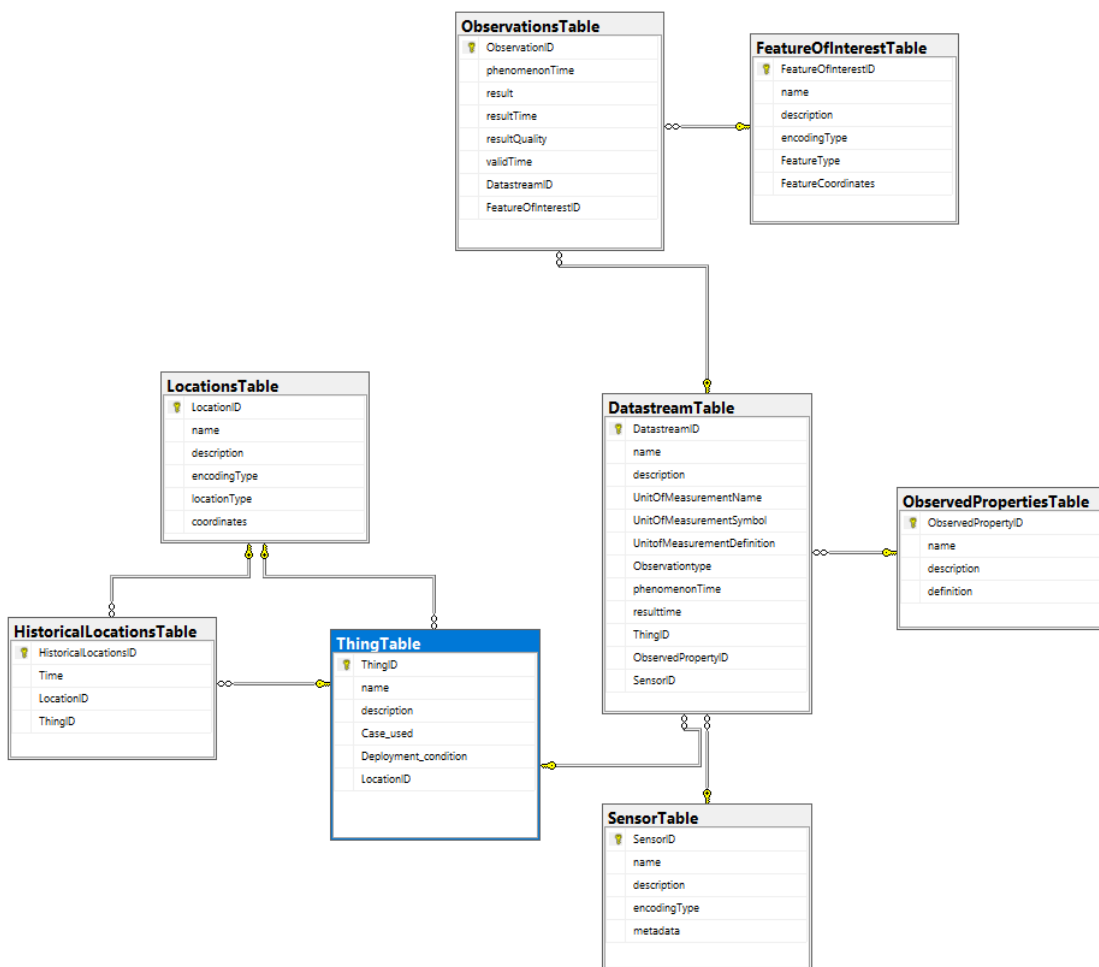 ObservationsTable
ObservationID
phenomenonTime
result
resultTime
resultQuality
validTime
DatastreamID
FeatureOfInterestID
FeatureOfInterestTable
FeatureOfInterestID
name
description
encodingType
FeatureType
FeatureCoordinates
LocationsTable
LocationID
name
description
encodingType
locationType
coordinates
DatastreamTable
DatastreamID
name
description
UnitOfMeasurementName
UnitOfMeasurementSymbol
UnitofMeasurementDefinition
Observationtype
phenomenonTime
resulttime
ThingID
ObservedPropertyID
SensorID
ObservedPropertiesTable
ObservedPropertyID
name
description
definition
HistoricalLocationsTable
HistoricalLocationsID
Time
LocationID
ThingID
ThingTable
ThingID
name
description
Case_used
Deployment_condition
LocationID
SensorTable
SensorID
name
description
encodingType
metadata